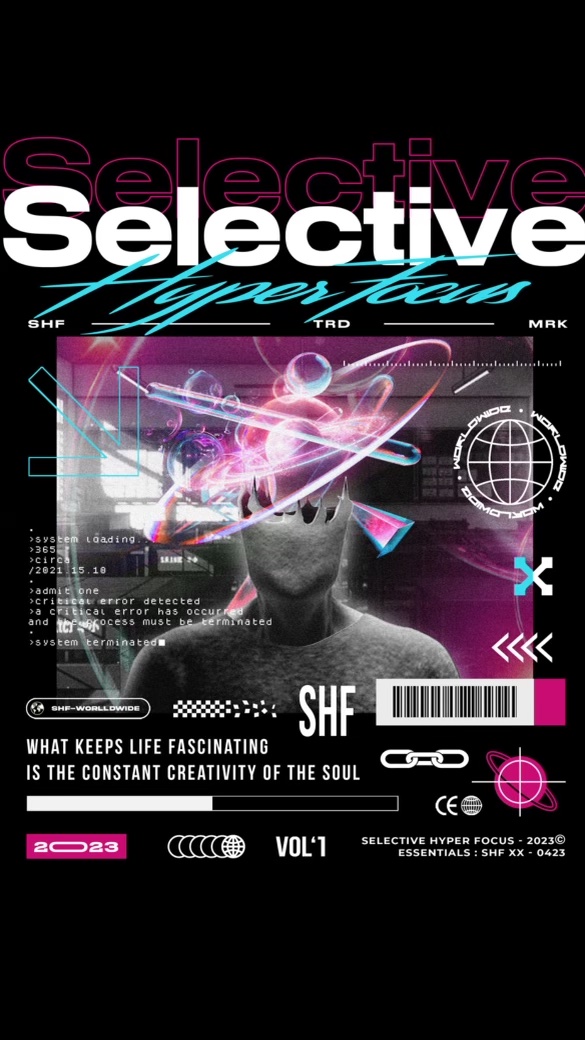 Selective
Selective
Hyper Focus
SHF TRD MRK
WORLDWIDE • WORLDWIDE • WORLDWIDE •
>system loading..
>365
>circa
/2021.15.10
>admit one
>critical error detected
>a critical error has occurred
and the process must be terminated
>system terminated
SHF-WORLLDWIDE
SHF
WHAT KEEPS LIFE FASCINATING
IS THE CONSTANT CREATIVITY OF THE SOUL
CE
2023
VOL‘1
SELECTIVE HYPER FOCUS - 2023©
ESSENTIALS : SHF XX - 0423